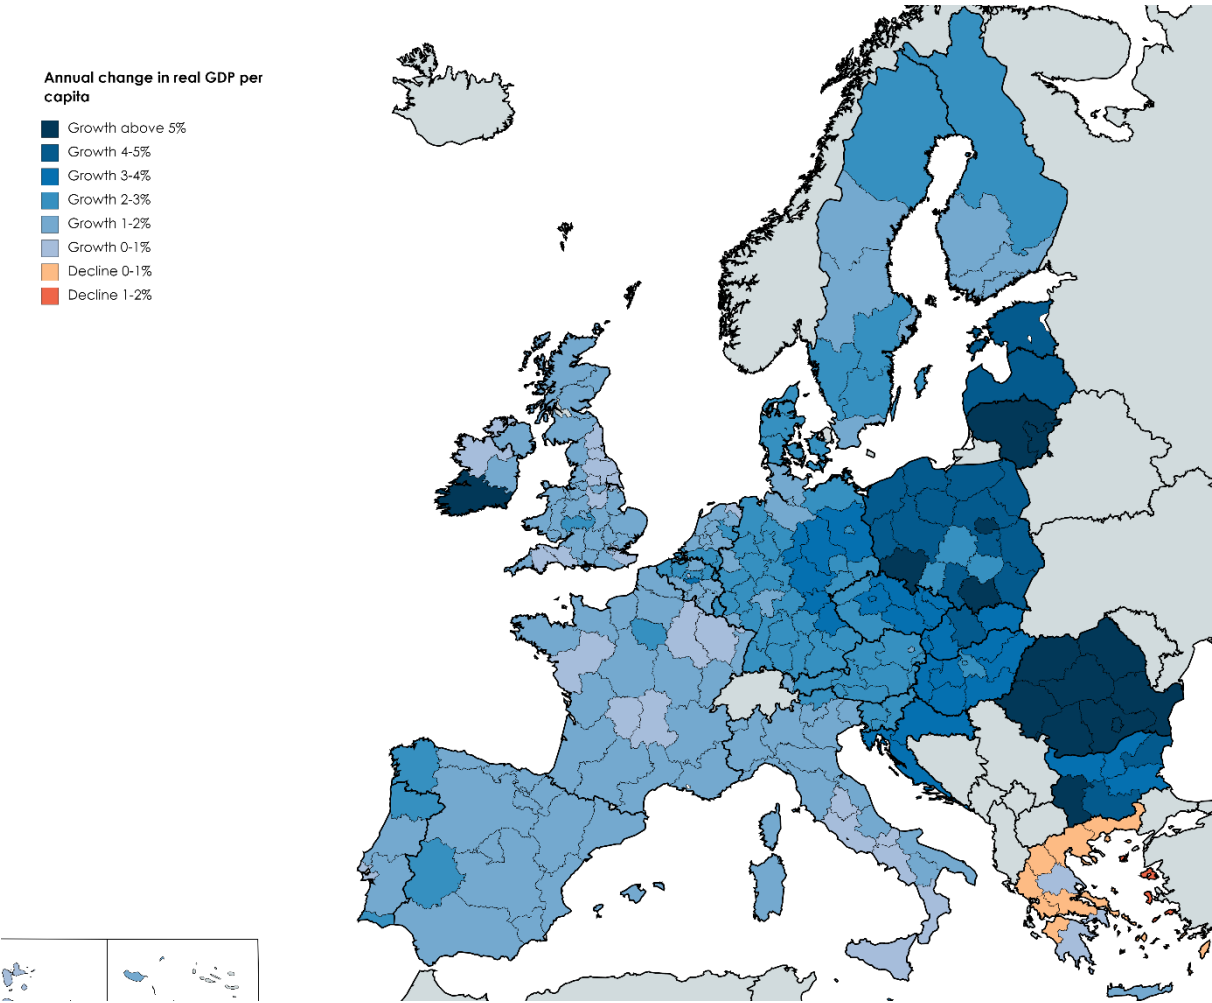 Annual change in real GDP per
capita
Growth above 5%
Growth 4-5%
Growth 3-4%
Growth 2-3%
Growth 1-2%
Growth 0-1%
Decline 0-1%
Decline 1-2%